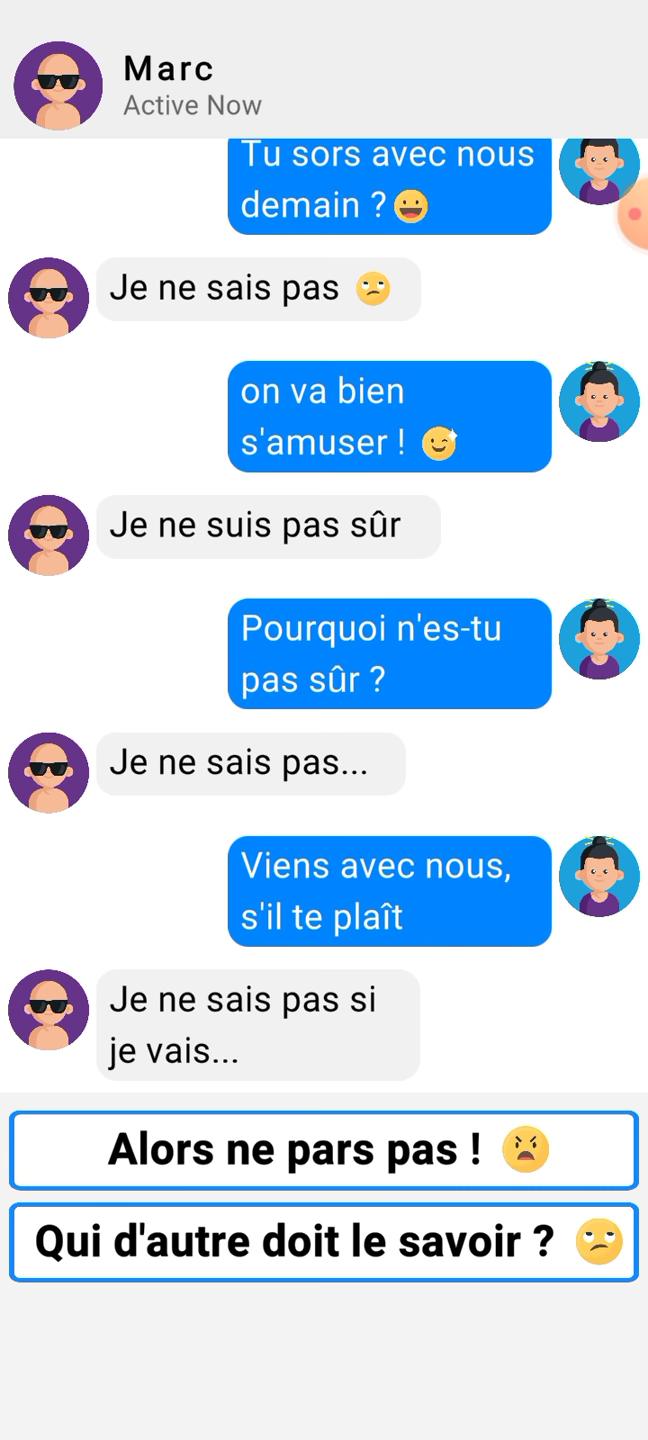 Marc
Active Now
Tu sors avec nous
demain ?😀
Je ne sais pas 🙄
on va bien
s'amuser ! 😉
Je ne suis pas sûr
Pourquoi n'es-tu
pas sûr ?
Je ne sais pas...
Viens avec nous,
s'il te plaît
Je ne sais pas si
je vais...
Alors ne pars pas ! 😠
Qui d'autre doit le savoir ? 🙄